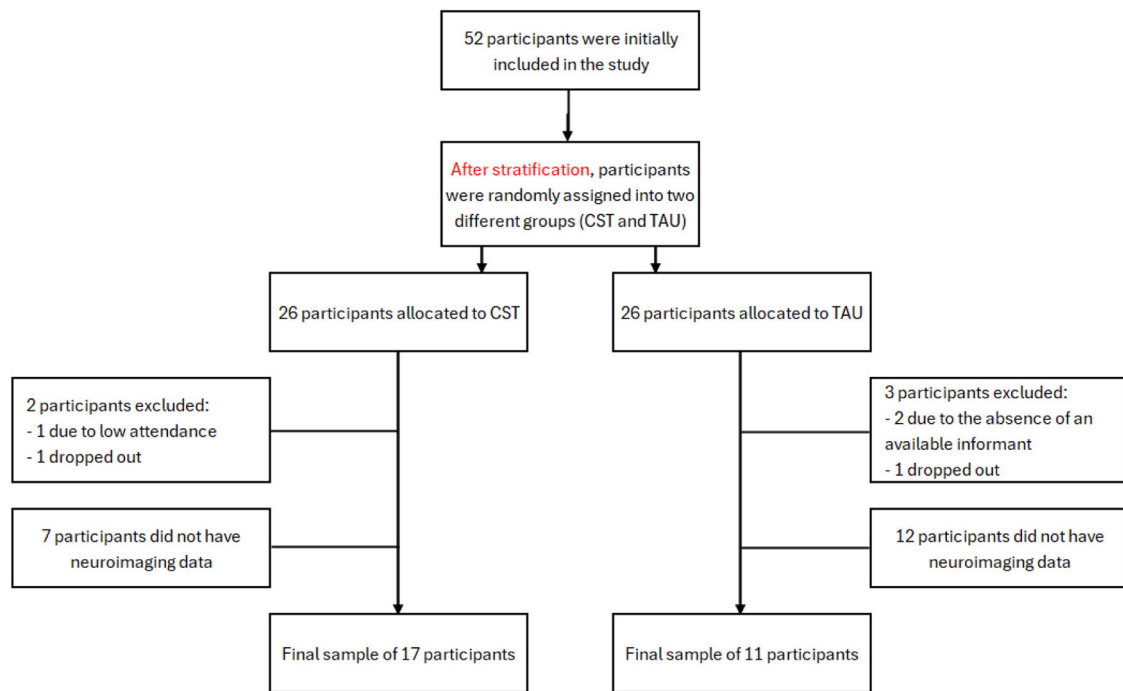 52 participants were initially
included in the study
After stratification, participants
were randomly assigned into two
different groups (CST and TAU)
26 participants allocated to CST
26 participants allocated to TAU
2 participants excluded:
- 1 due to low attendance
- 1 dropped out
3 participants excluded:
- 2 due to the absence of an
available informant
- 1 dropped out
7 participants did not have
neuroimaging data
12 participants did not have
neuroimaging data
Final sample of 17 participants
Final sample of 11 participants